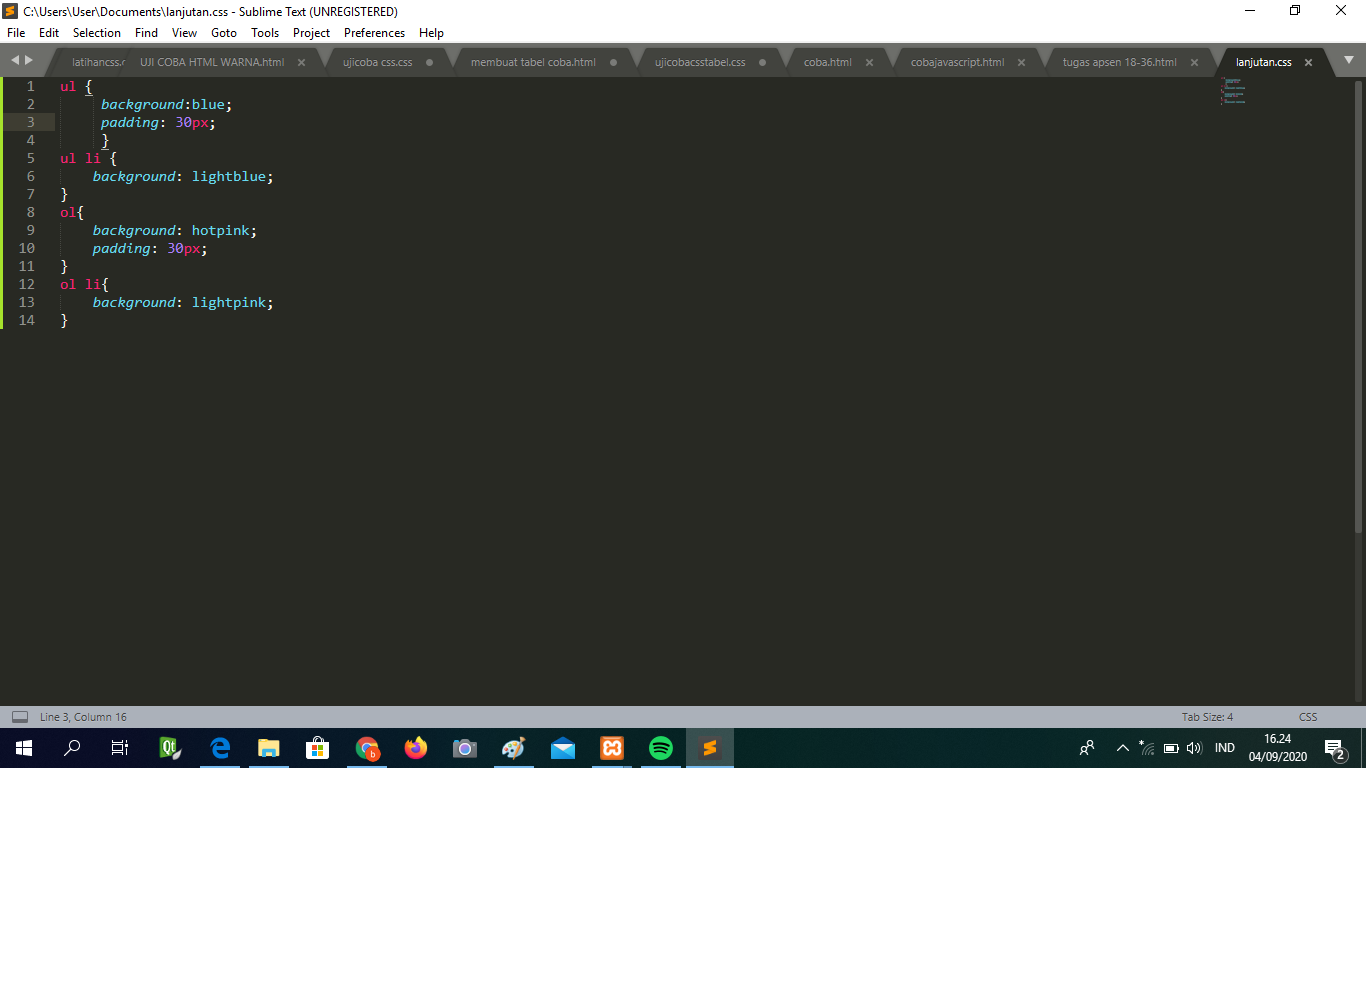 C:\Users\User\Documents\lanjutan.css - Sublime Text (UNREGISTERED)
File Edit Selection Find View Goto Tools Project Preferences Help
latihancss.c UJI COBA HTML WARNA.html ujicoba css.css membuat tabel coba.html ujicobacsstabel.css coba.html cobajavascript.html tugas apsen 18-36.html lanjutan.css
1 ul {
2 background:blue;
3 padding: 30px;
4 }
5 ul li {
6 background: lightblue;
7 }
8 ol{
9 background: hotpink;
10 padding: 30px;
11 }
12 ol li{
13 background: lightpink;
14 }
Line 3, Column 16 Tab Size: 4 CSS
Qt b IND 16.24
04/09/2020 2